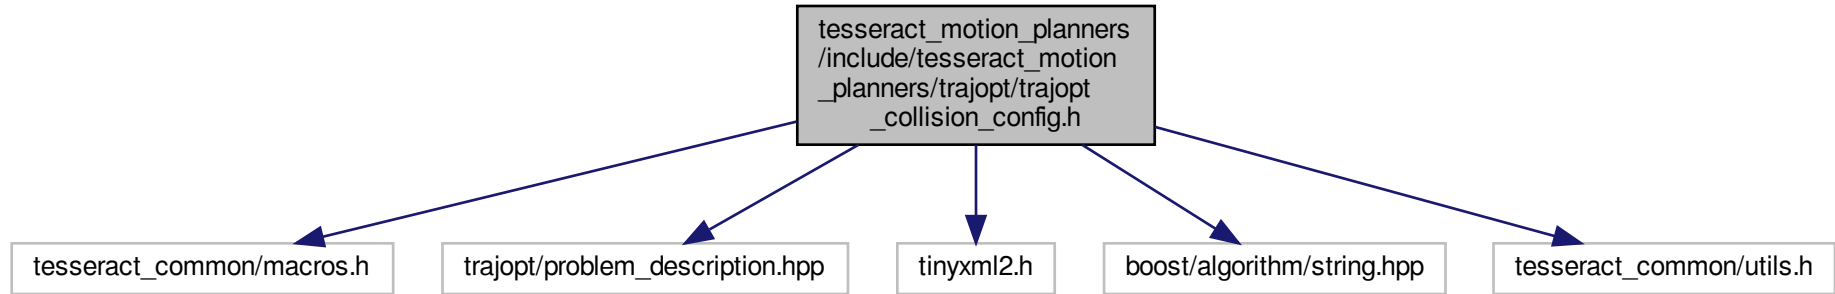 tesseract_motion_planners
/include/tesseract_motion
_planners/trajopt/trajopt
_collision_config.h
tesseract_common/macros.h
trajopt/problem_description.hpp
tinyxml2.h
boost/algorithm/string.hpp
tesseract_common/utils.h